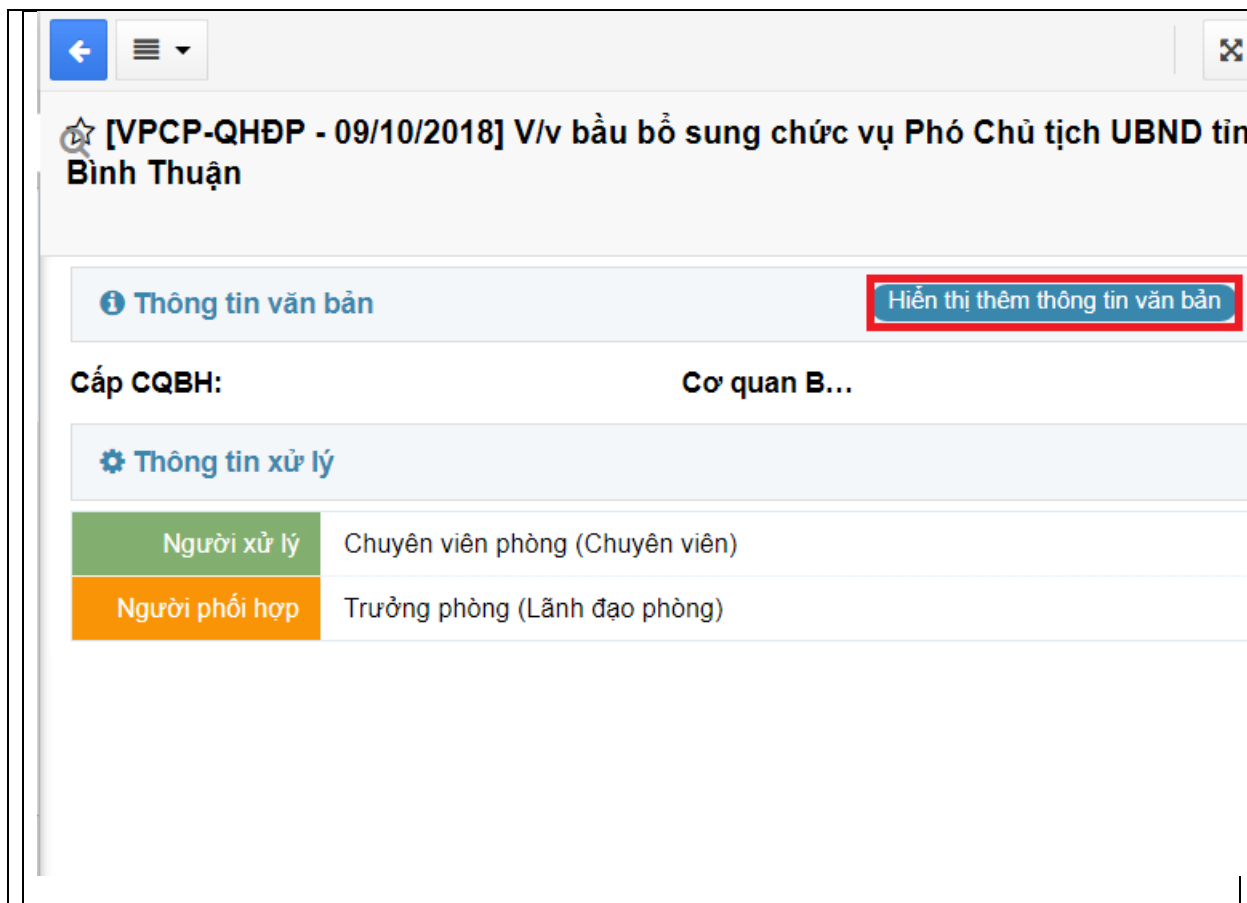 [VPCP-QHĐP - 09/10/2018] V/v bầu bổ sung chức vụ Phó Chủ tịch UBND tỉn
Bình Thuận
Thông tin văn bản
Hiển thị thêm thông tin văn bản
Cấp CQBH:
Cơ quan B...
Thông tin xử lý
Người xử lý
Chuyên viên phòng (Chuyên viên)
Người phối hợp
Trưởng phòng (Lãnh đạo phòng)